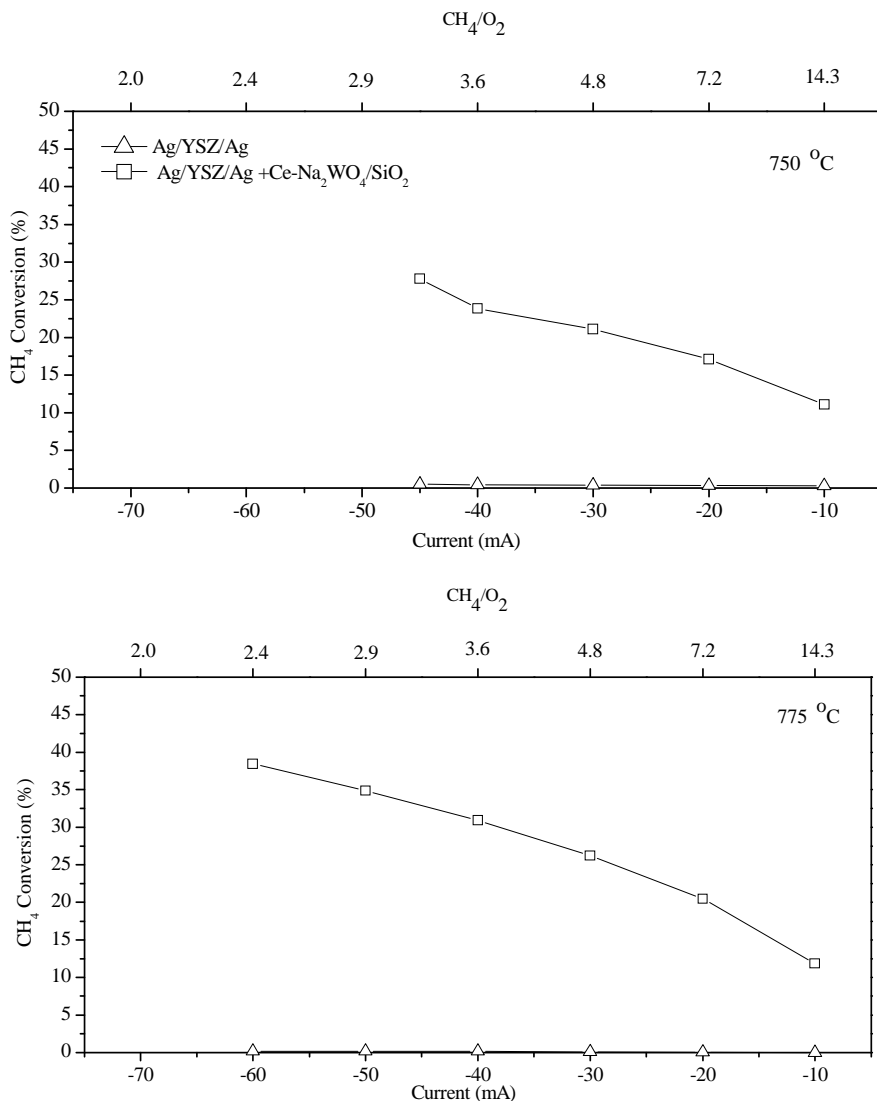 CH4/O2
2.0 2.4 2.9 3.6 4.8 7.2 14.3
50
Ag/YSZ/Ag
750 °C
45
Ag/YSZ/Ag +Ce-Na2WO4/SiO2
40
35
30
25
20
15
10
5
0
CH4 Conversion (%)
-70 -60 -50 -40 -30 -20 -10
Current (mA)
CH4/O2
2.0 2.4 2.9 3.6 4.8 7.2 14.3
50
775 °C
45
40
35
30
25
20
15
10
5
0
CH4 Conversion (%)
-70 -60 -50 -40 -30 -20 -10
Current (mA)